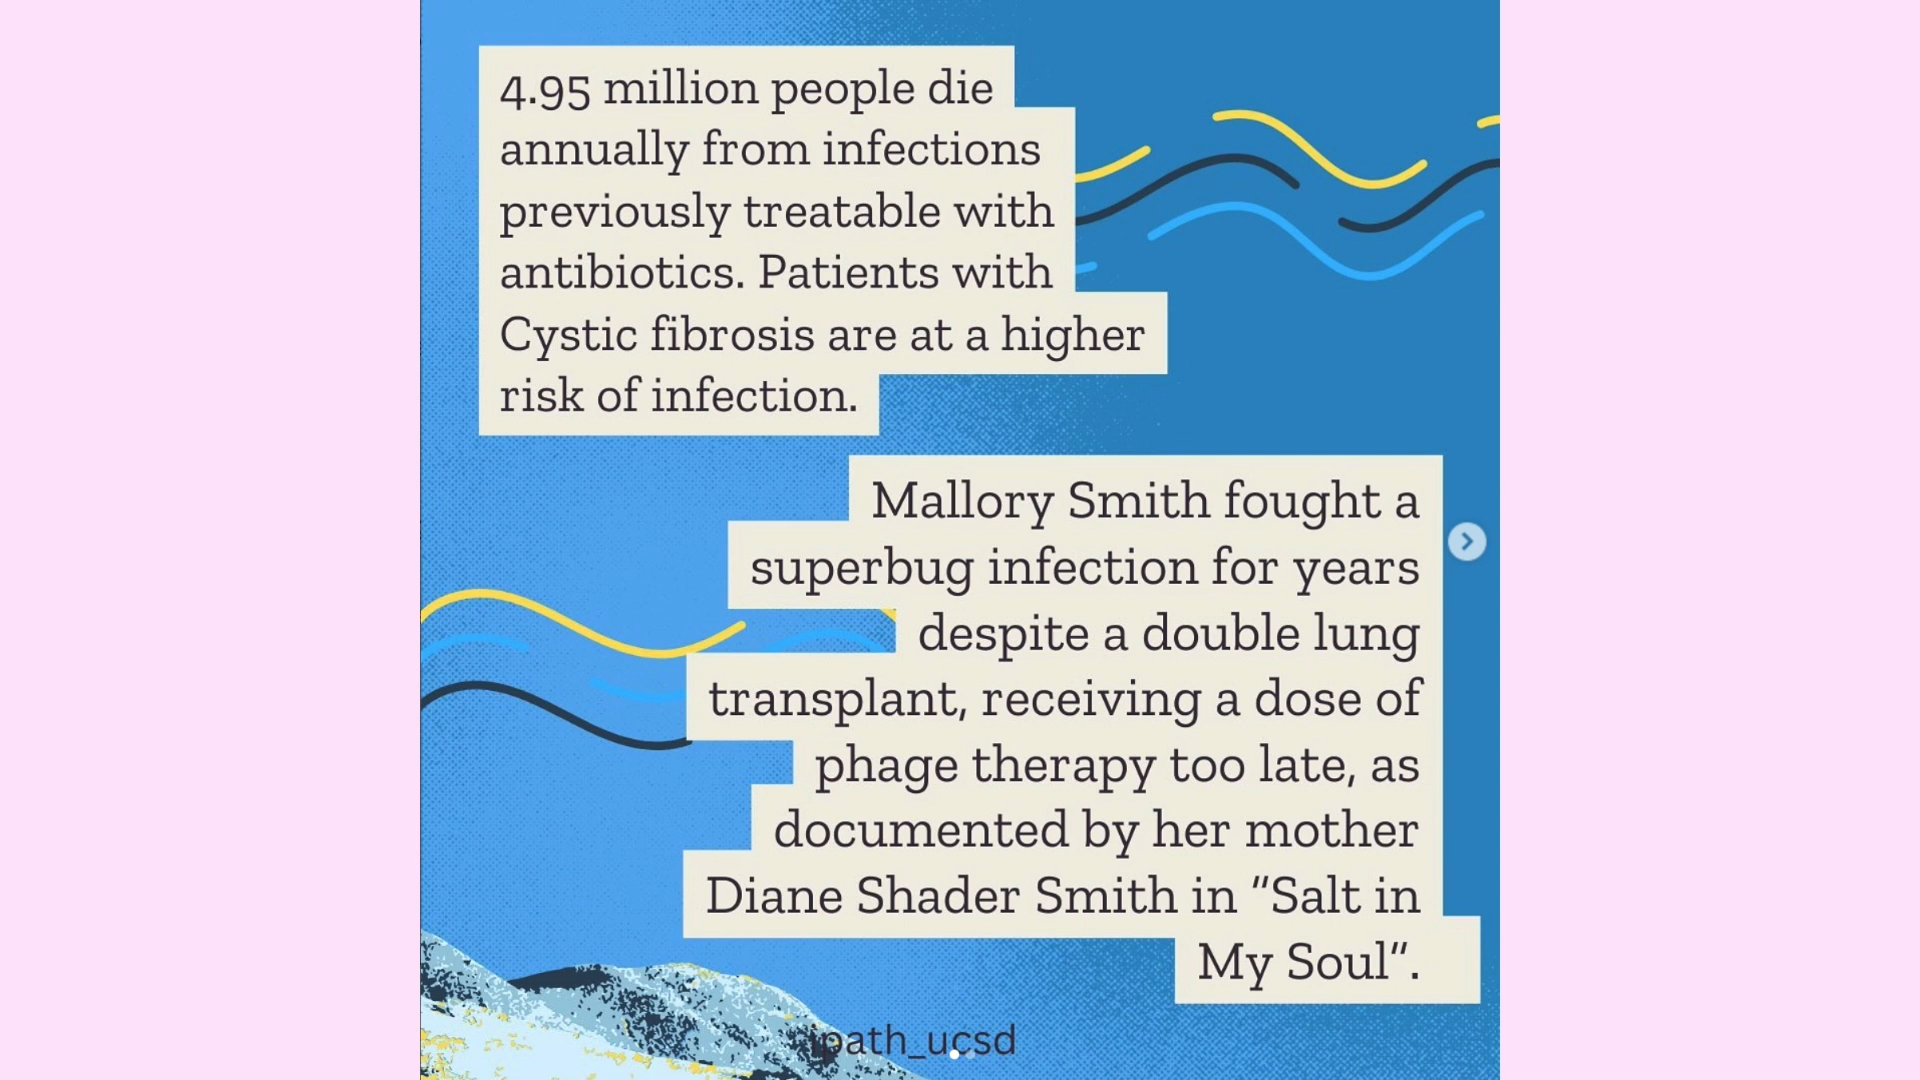 4.95 million people die
annually from infections
previously treatable with
antibiotics. Patients with
Cystic fibrosis are at a higher
risk of infection.
Mallory Smith fought a
superbug infection for years
despite a double lung
transplant, receiving a dose of
phage therapy too late, as
documented by her mother
Diane Shader Smith in “Salt in
My Soul”.
ipath_ucsd